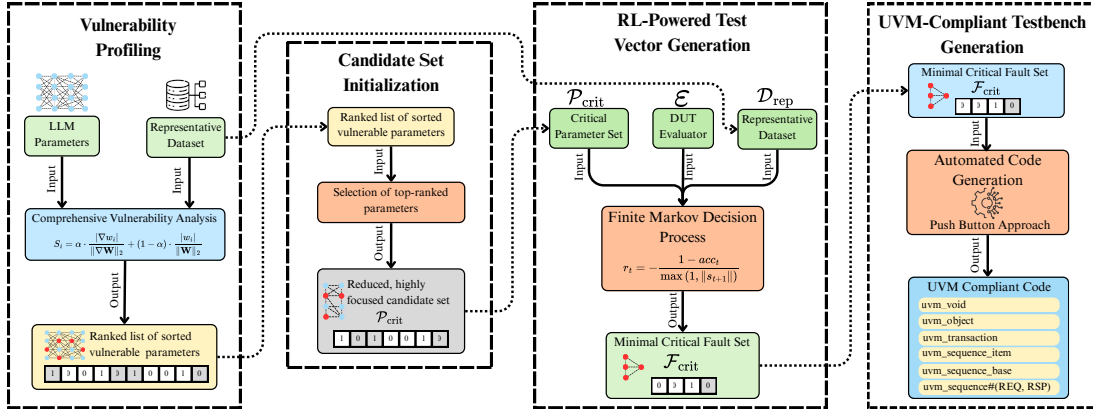 Vulnerability
Profiling
LLM
Parameters
Representative
Dataset
Input
Input
Comprehensive Vulnerability Analysis
S_i = α · |∇w_i| / ‖∇W‖_2 + (1−α) · |w_i| / ‖W‖_2
Output
Ranked list of sorted
vulnerable parameters
1 0 0 1 0 1 0 0 1 0
Candidate Set
Initialization
Ranked list of sorted
vulnerable parameters
Input
Selection of top-ranked
parameters
Output
Reduced, highly
focused candidate set
P_crit
1 0 1 0 0 1 0
RL-Powered Test
Vector Generation
P_crit
Critical
Parameter Set
ℰ
DUT
Evaluator
D_rep
Representative
Dataset
Input
Input
Input
Finite Markov Decision
Process
r_t = − (1 − acc_t) / max (1, ‖s_{t+1}‖)
Output
Minimal Critical Fault Set
F_crit
0 0 1 0
UVM-Compliant Testbench
Generation
Minimal Critical Fault Set
F_crit
0 0 1 0
Input
Automated Code
Generation
Push Button Approach
Output
UVM Compliant Code
uvm_void
uvm_object
uvm_transaction
uvm_sequence_item
uvm_sequence_base
uvm_sequence#(REQ, RSP)